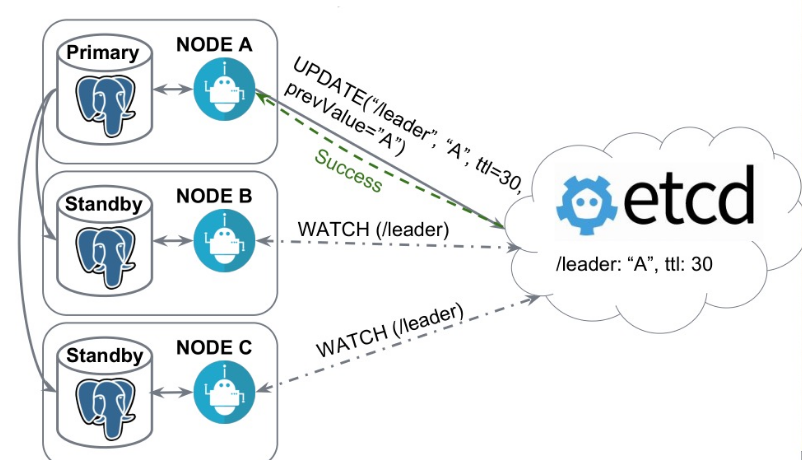 Primary
NODE A
UPDATE(“/leader”, “A”, ttl=30,
prevValue=”A”)
Success
Standby
NODE B
WATCH (/leader)
etcd
/leader: “A”, ttl: 30
Standby
NODE C
WATCH (/leader)